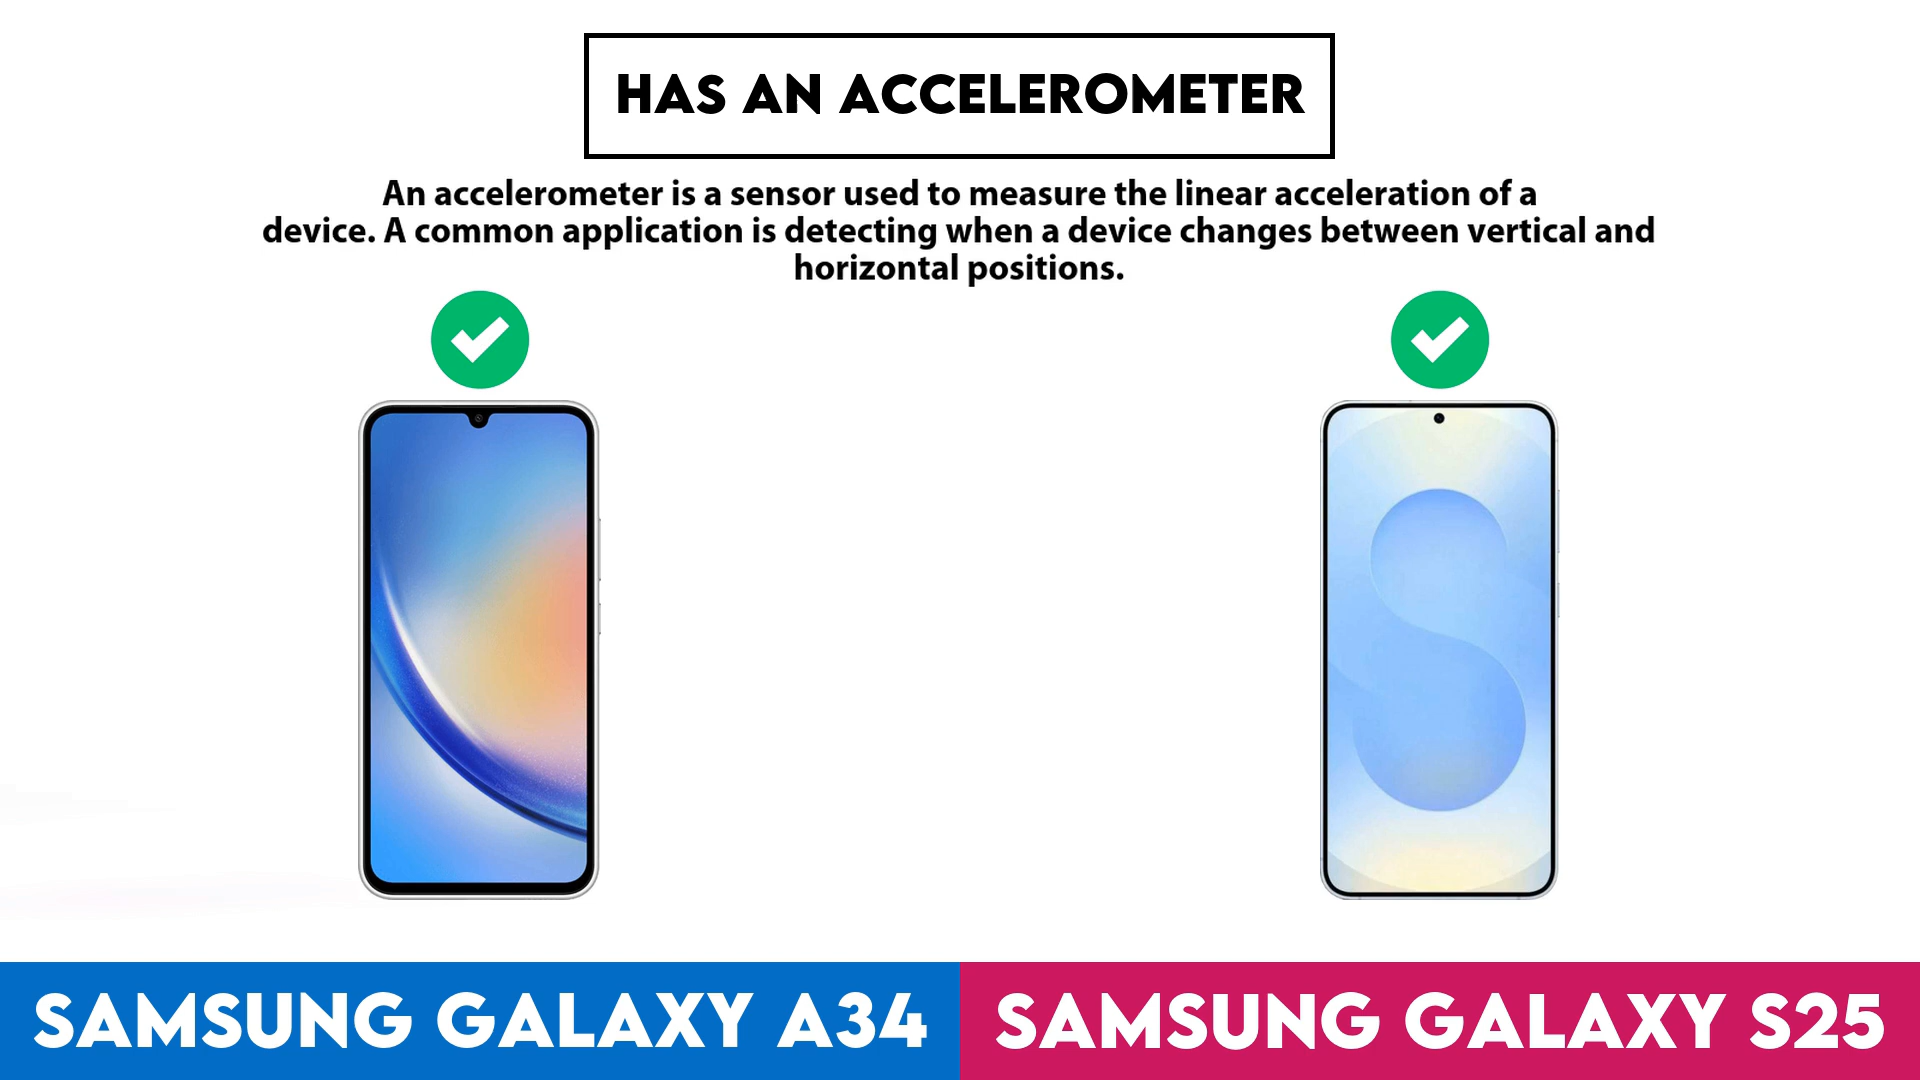 HAS AN ACCELEROMETER
An accelerometer is a sensor used to measure the linear acceleration of a
device. A common application is detecting when a device changes between vertical and
horizontal positions.
SAMSUNG GALAXY A34
SAMSUNG GALAXY S25